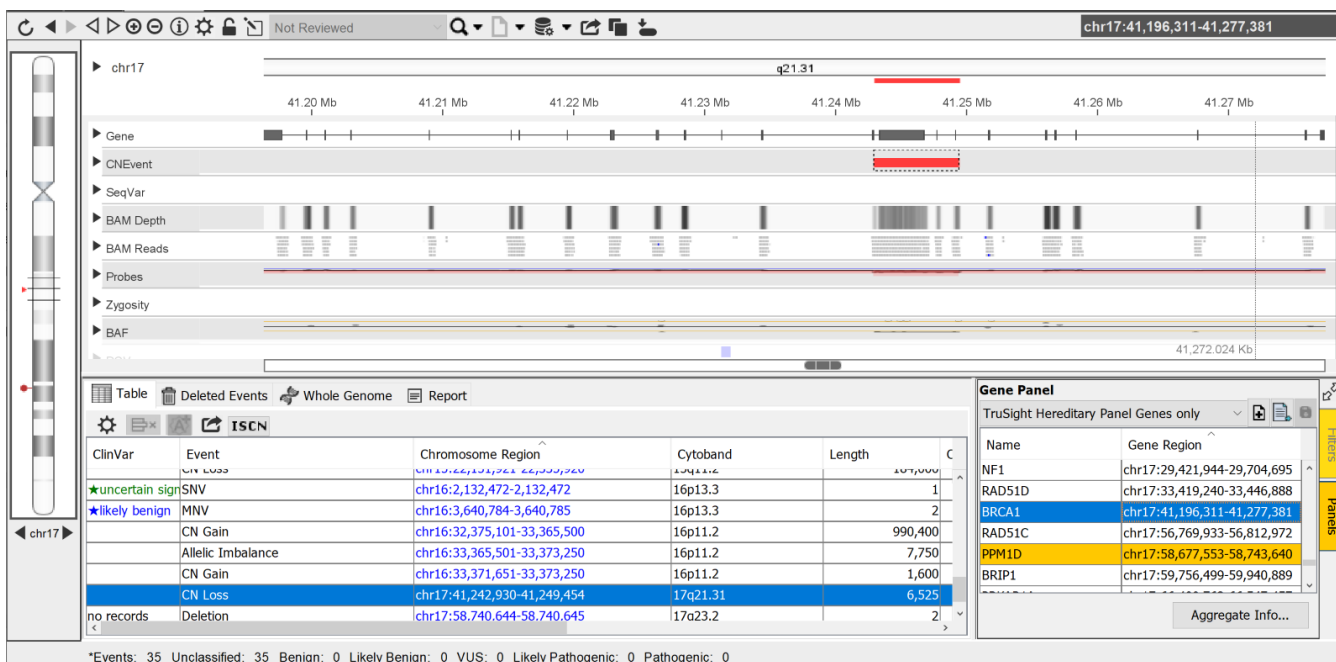 Not Reviewed chr17:41,196,311-41,277,381
chr17
q21.31
41.20 Mb 41.21 Mb 41.22 Mb 41.23 Mb 41.24 Mb 41.25 Mb 41.26 Mb 41.27 Mb
Gene
CNEvent
SeqVar
BAM Depth
BAM Reads
Probes
Zygosity
BAF
41,272.024 Kb
chr17
Table Deleted Events Whole Genome Report
ISCN
ClinVar Event Chromosome Region Cytoband Length C
CN Loss
★uncertain sign SNV chr16:2,132,472-2,132,472 16p13.3 1
★likely benign MNV chr16:3,640,784-3,640,785 16p13.3 2
CN Gain chr16:32,375,101-33,365,500 16p11.2 990,400
Allelic Imbalance chr16:33,365,501-33,373,250 16p11.2 7,750
CN Gain chr16:33,371,651-33,373,250 16p11.2 1,600
CN Loss chr17:41,242,930-41,249,454 17q21.31 6,525
no records Deletion chr17:58,740,644-58,740,645 17q23.2 2
Gene Panel
TruSight Hereditary Panel Genes only
Name Gene Region
NF1 chr17:29,421,944-29,704,695
RAD51D chr17:33,419,240-33,446,888
BRCA1 chr17:41,196,311-41,277,381
RAD51C chr17:56,769,933-56,812,972
PPM1D chr17:58,677,553-58,743,640
BRIP1 chr17:59,756,499-59,940,889
Aggregate Info...
Filters
Panels
*Events: 35 Unclassified: 35 Benign: 0 Likely Benign: 0 VUS: 0 Likely Pathogenic: 0 Pathogenic: 0